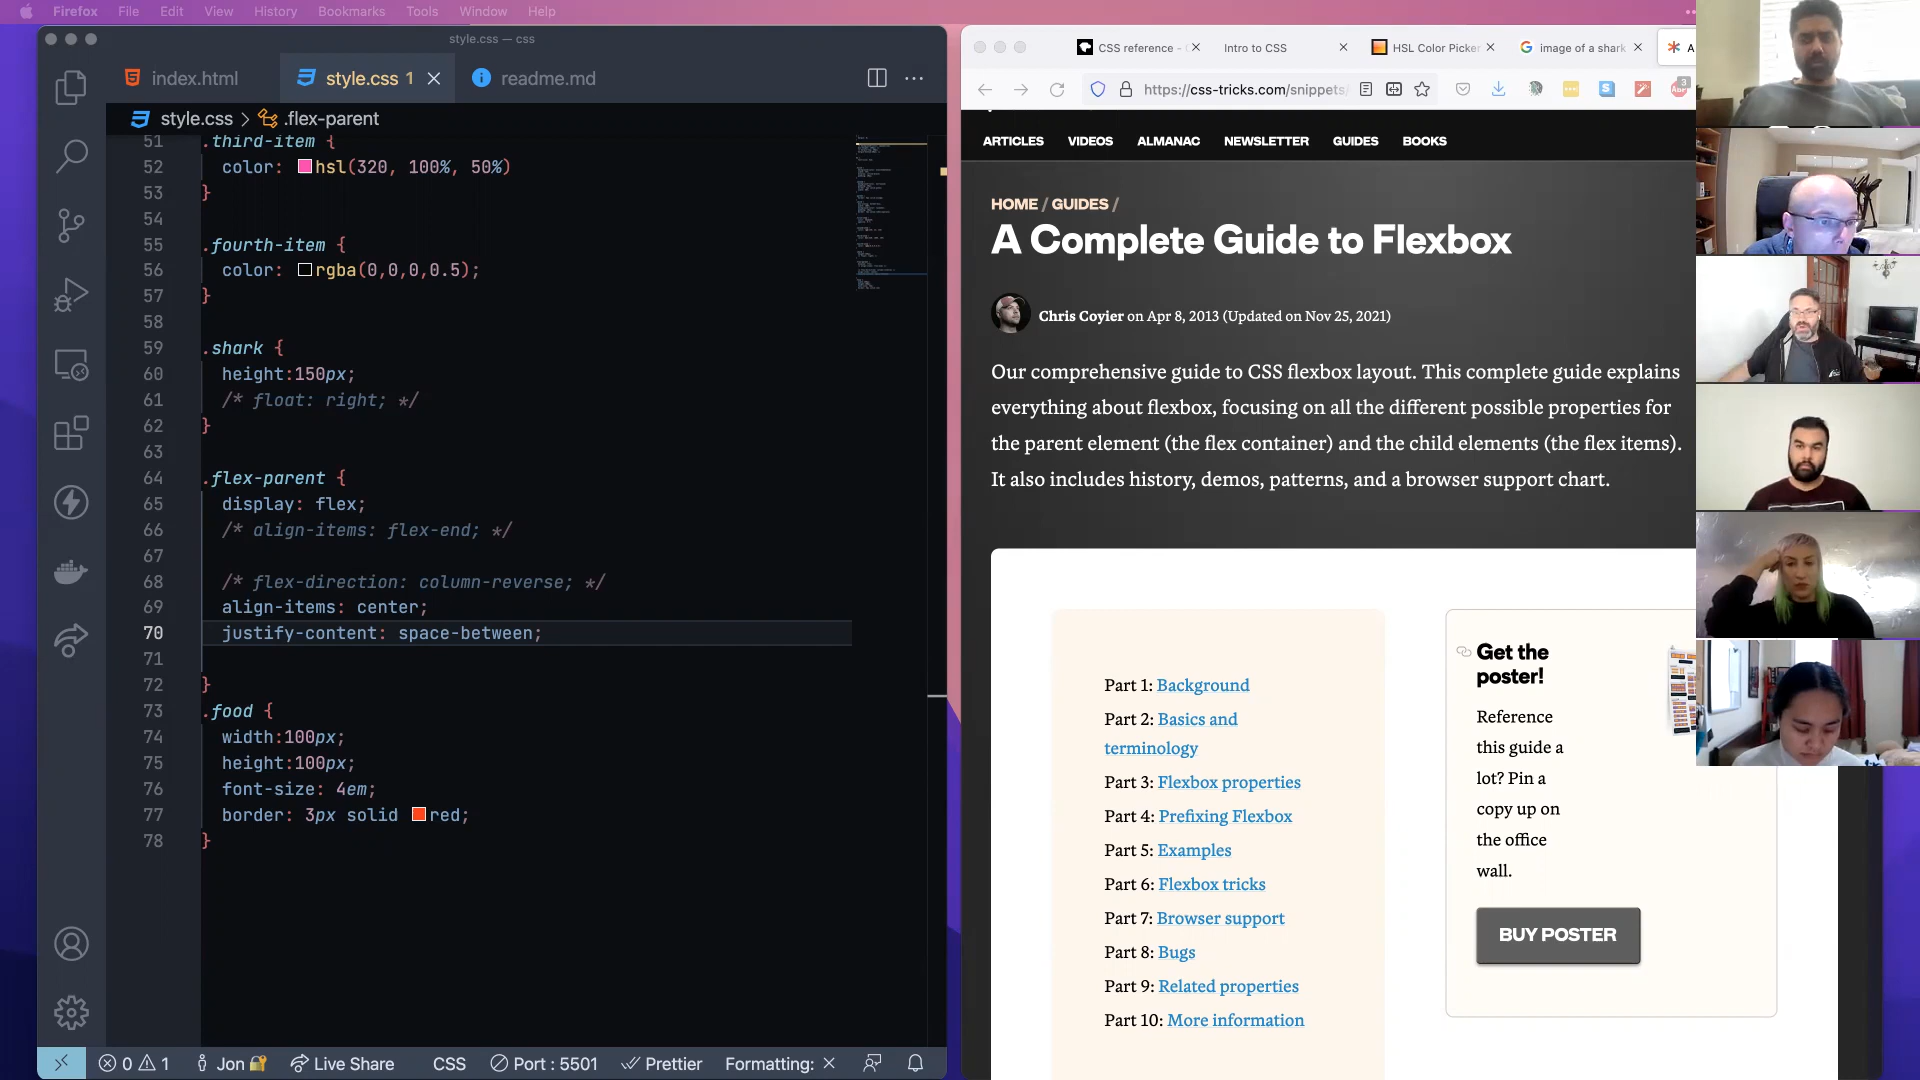 Firefox File Edit View History Bookmarks Tools Window Help
style.css — css
index.html
style.css 1
readme.md
style.css > .flex-parent
51 .third-item {
52 color: hsl(320, 100%, 50%)
53 }
54
55 .fourth-item {
56 color: rgba(0,0,0,0.5);
57 }
58
59 .shark {
60 height:150px;
61 /* float: right; */
62 }
63
64 .flex-parent {
65 display: flex;
66 /* align-items: flex-end; */
67
68 /* flex-direction: column-reverse; */
69 align-items: center;
70 justify-content: space-between;
71
72 }
73 .food {
74 width:100px;
75 height:100px;
76 font-size: 4em;
77 border: 3px solid red;
78 }
0 1 Jon Live Share CSS Port : 5501 Prettier Formatting:
CSS reference - C
Intro to CSS
HSL Color Picker
image of a shark
A
https://css-tricks.com/snippets/
3
ARTICLES VIDEOS ALMANAC NEWSLETTER GUIDES BOOKS
HOME / GUIDES /
A Complete Guide to Flexbox
Chris Coyier on Apr 8, 2013 (Updated on Nov 25, 2021)
Our comprehensive guide to CSS flexbox layout. This complete guide explains
everything about flexbox, focusing on all the different possible properties for
the parent element (the flex container) and the child elements (the flex items).
It also includes history, demos, patterns, and a browser support chart.
Part 1: Background
Part 2: Basics and
terminology
Part 3: Flexbox properties
Part 4: Prefixing Flexbox
Part 5: Examples
Part 6: Flexbox tricks
Part 7: Browser support
Part 8: Bugs
Part 9: Related properties
Part 10: More information
Get the
poster!
Reference
this guide a
lot? Pin a
copy up on
the office
wall.
BUY POSTER